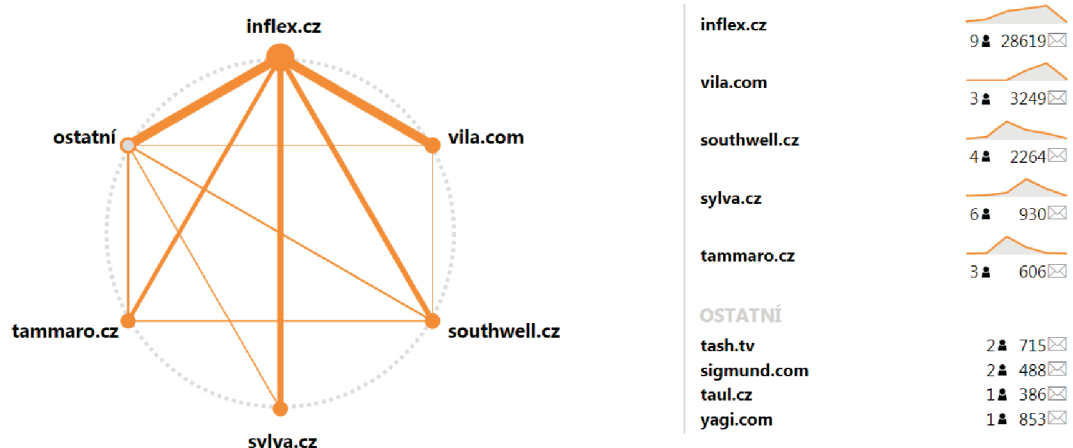 inflex.cz
ostatní
vila.com
tammaro.cz
southwell.cz
sylva.cz
inflex.cz
9 28619
vila.com
3 3249
southwell.cz
4 2264
sylva.cz
6 930
tammaro.cz
3 606
OSTATNÍ
tash.tv 2 715
sigmund.com 2 488
taul.cz 1 386
yagi.com 1 853